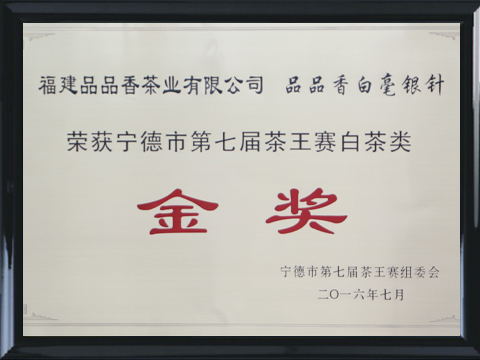 福建品品香茶业有限公司 品品香白毫银针
荣获宁德市第七届茶王赛白茶类
金奖
宁德市第七届茶王赛组委会
二〇一六年七月